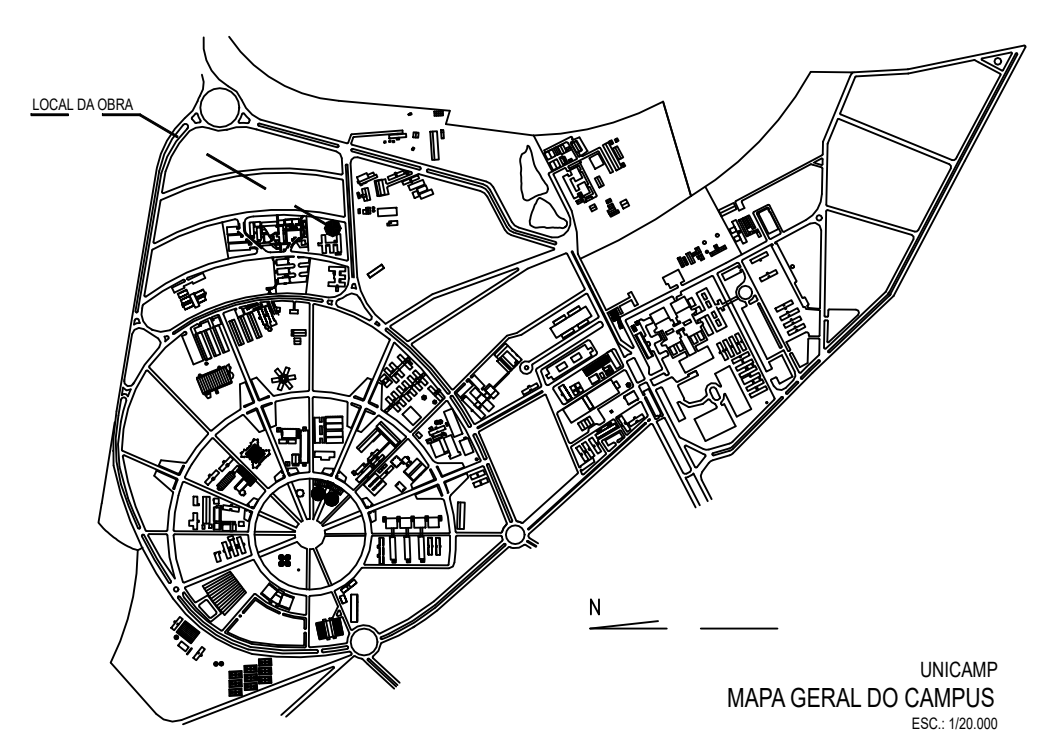 LOCAL DA OBRA
N
UNICAMP
MAPA GERAL DO CAMPUS
ESC.: 1/20.000